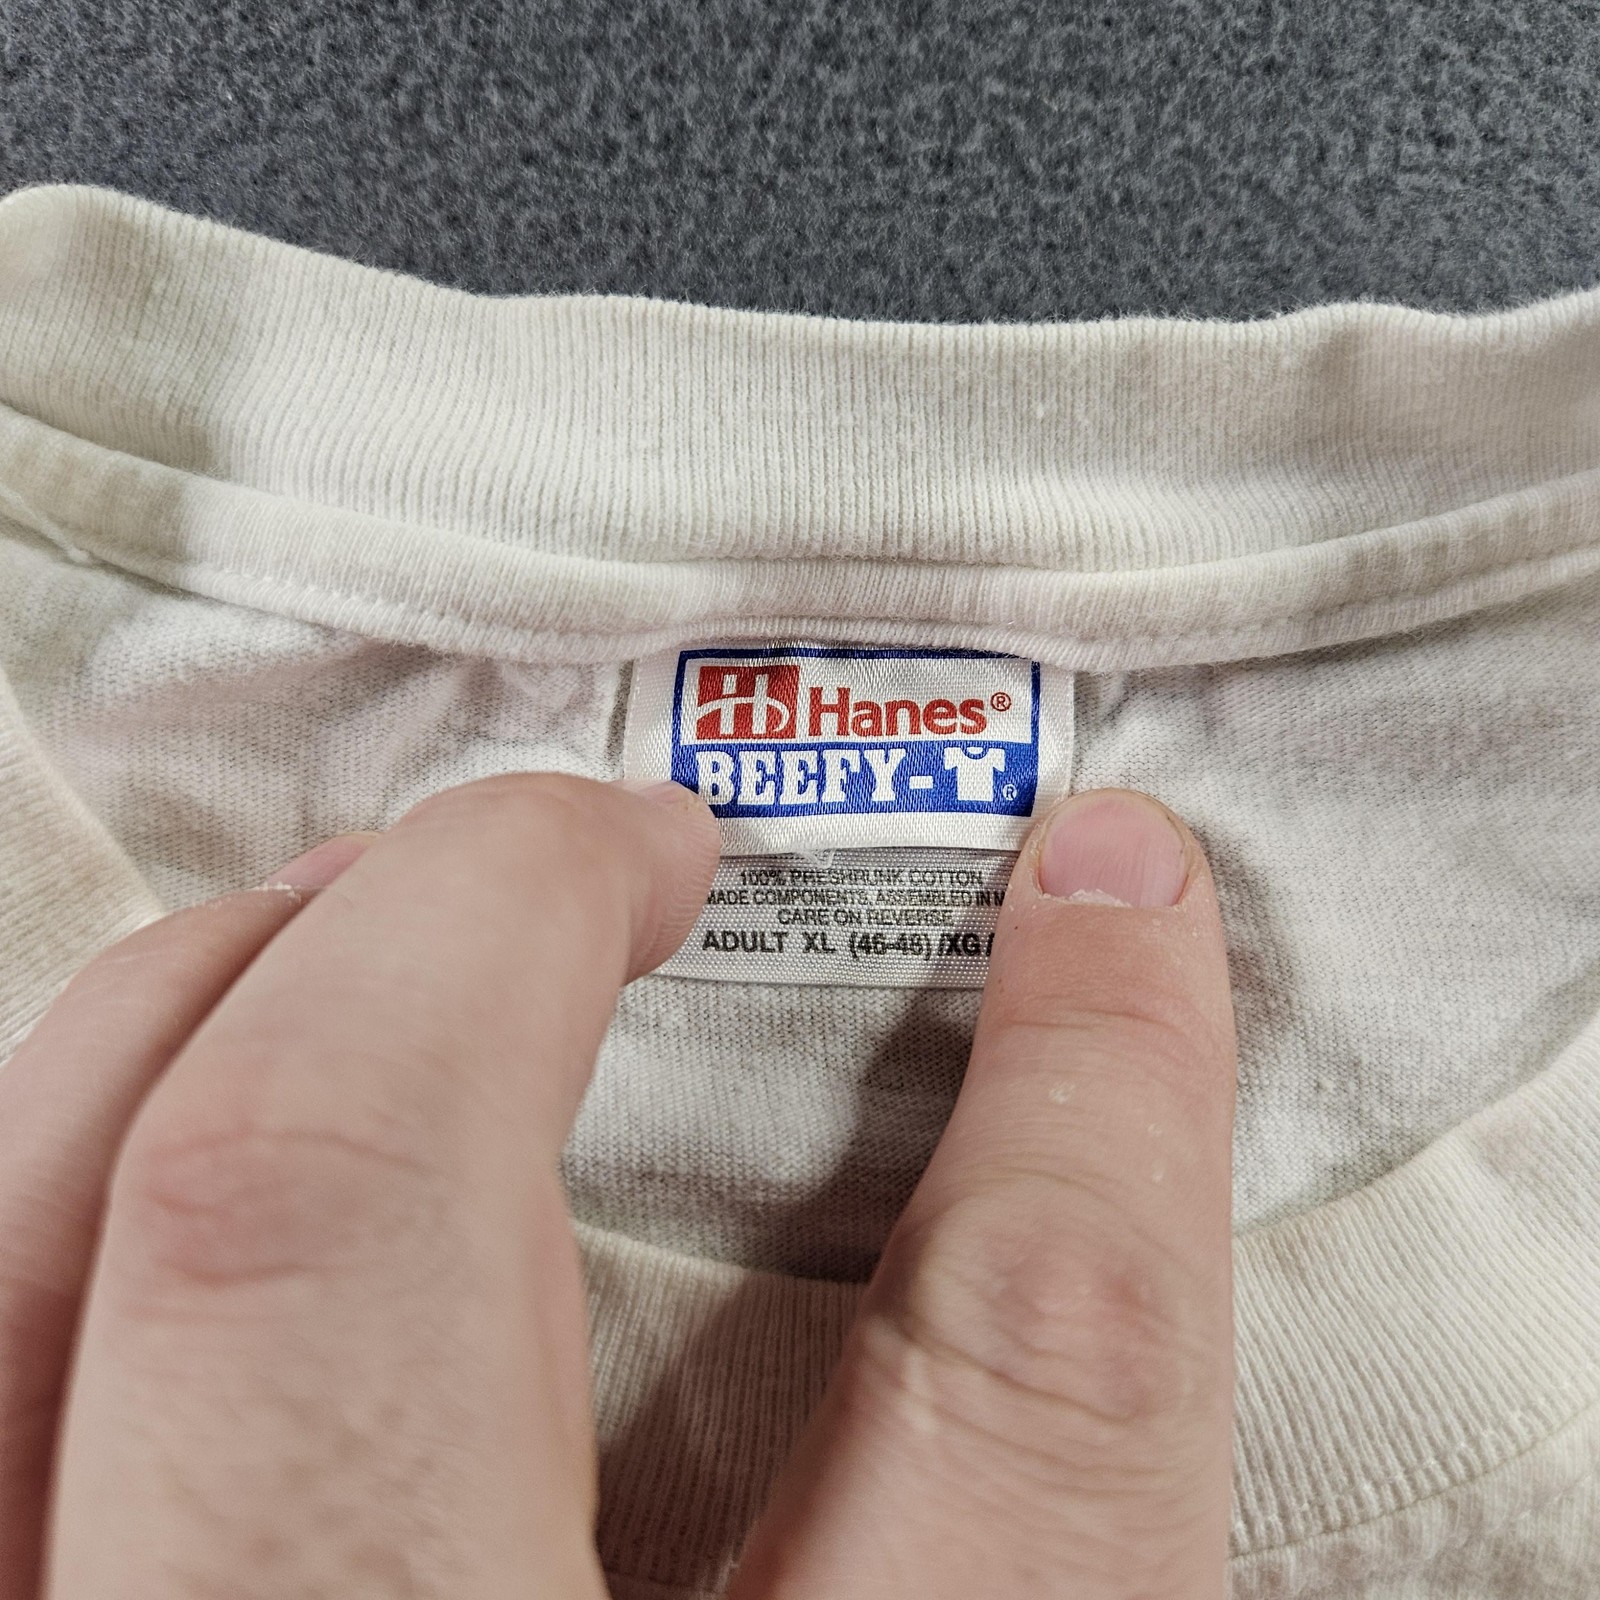 Hanes®
BEEFY-T®
100% PRESHRUNK COTTON
MADE COMPONENTS, ASSEMBLED IN M
CARE ON REVERSE
ADULT XL (46-48) /XG/